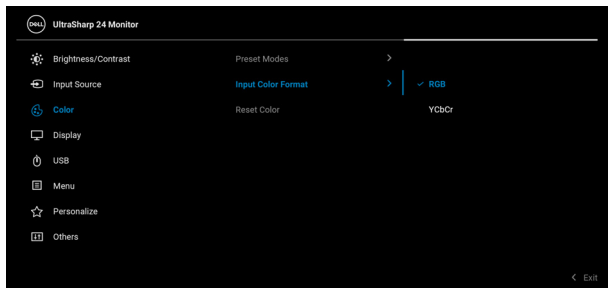 DELL UltraSharp 24 Monitor
Brightness/Contrast Preset Modes
Input Source Input Color Format RGB
Color Reset Color YCbCr
Display
USB
Menu
Personalize
Others
Exit